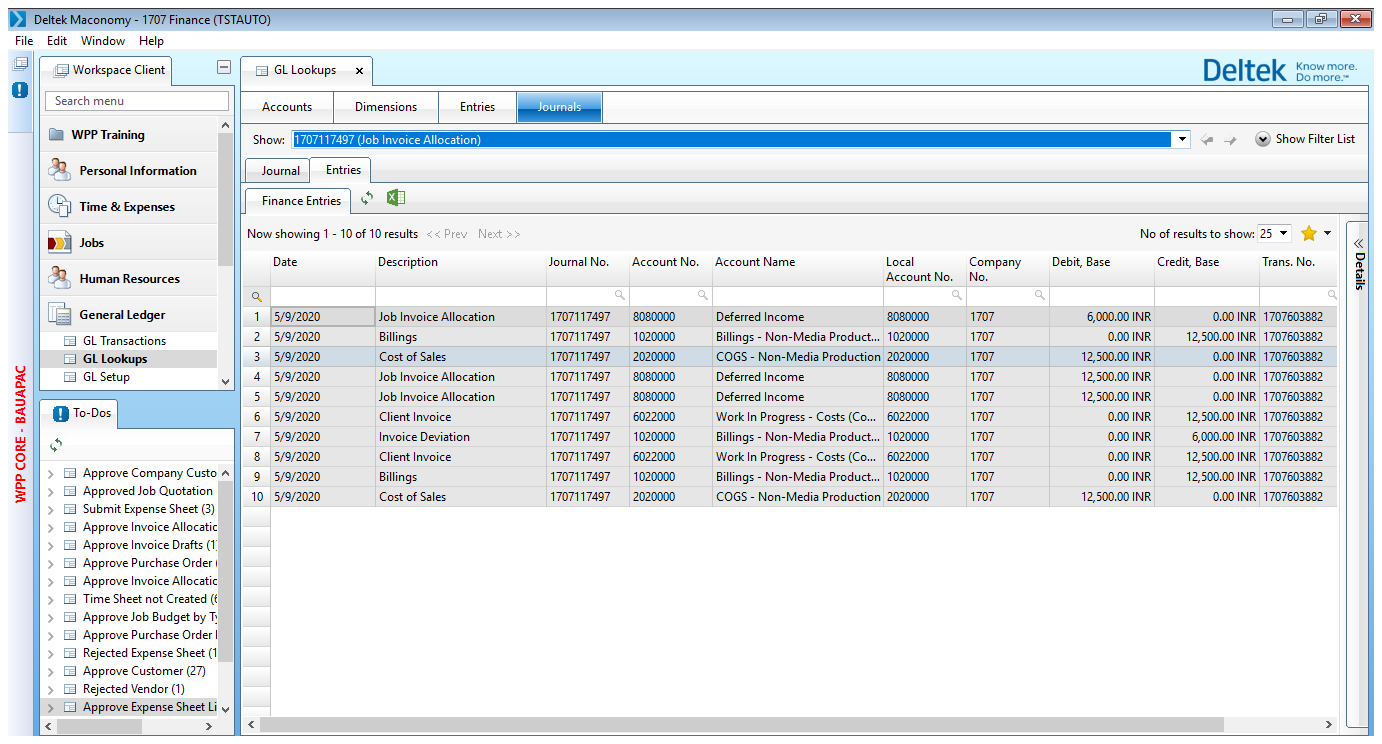 Deltek Maconomy - 1707 Finance (TSTAUTO)
File Edit Window Help
Workspace Client
GL Lookups x
Deltek Know more. Do more.™
Search menu
WPP Training
Personal Information
Time & Expenses
Jobs
Human Resources
General Ledger
GL Transactions
GL Lookups
GL Setup
WPP CORE - BAUAPAC
To-Dos
Approve Company Custo
Approved Job Quotation
Submit Expense Sheet (3)
Approve Invoice Allocatic
Approve Invoice Drafts (1
Approve Purchase Order (
Approve Invoice Allocatic
Time Sheet not Created (6
Approve Job Budget by Ty
Approve Purchase Order
Rejected Expense Sheet (1
Approve Customer (27)
Rejected Vendor (1)
Approve Expense Sheet Li
Accounts Dimensions Entries Journals
Show: 1707117497 (Job Invoice Allocation) Show Filter List
Journal Entries
Finance Entries
Now showing 1 - 10 of 10 results << Prev Next >> No of results to show: 25
Details
Date Description Journal No. Account No. Account Name Local Account No. Company No. Debit, Base Credit, Base Trans. No.
1 5/9/2020 Job Invoice Allocation 1707117497 8080000 Deferred Income 8080000 1707 6,000.00 INR 0.00 INR 1707603882
2 5/9/2020 Billings 1707117497 1020000 Billings - Non-Media Product... 1020000 1707 0.00 INR 12,500.00 INR 1707603882
3 5/9/2020 Cost of Sales 1707117497 2020000 COGS - Non-Media Production 2020000 1707 12,500.00 INR 0.00 INR 1707603882
4 5/9/2020 Job Invoice Allocation 1707117497 8080000 Deferred Income 8080000 1707 12,500.00 INR 0.00 INR 1707603882
5 5/9/2020 Job Invoice Allocation 1707117497 8080000 Deferred Income 8080000 1707 12,500.00 INR 0.00 INR 1707603882
6 5/9/2020 Client Invoice 1707117497 6022000 Work In Progress - Costs (Co... 6022000 1707 0.00 INR 12,500.00 INR 1707603882
7 5/9/2020 Invoice Deviation 1707117497 1020000 Billings - Non-Media Product... 1020000 1707 0.00 INR 6,000.00 INR 1707603882
8 5/9/2020 Client Invoice 1707117497 6022000 Work In Progress - Costs (Co... 6022000 1707 0.00 INR 12,500.00 INR 1707603882
9 5/9/2020 Billings 1707117497 1020000 Billings - Non-Media Product... 1020000 1707 0.00 INR 12,500.00 INR 1707603882
10 5/9/2020 Cost of Sales 1707117497 2020000 COGS - Non-Media Production 2020000 1707 12,500.00 INR 0.00 INR 1707603882